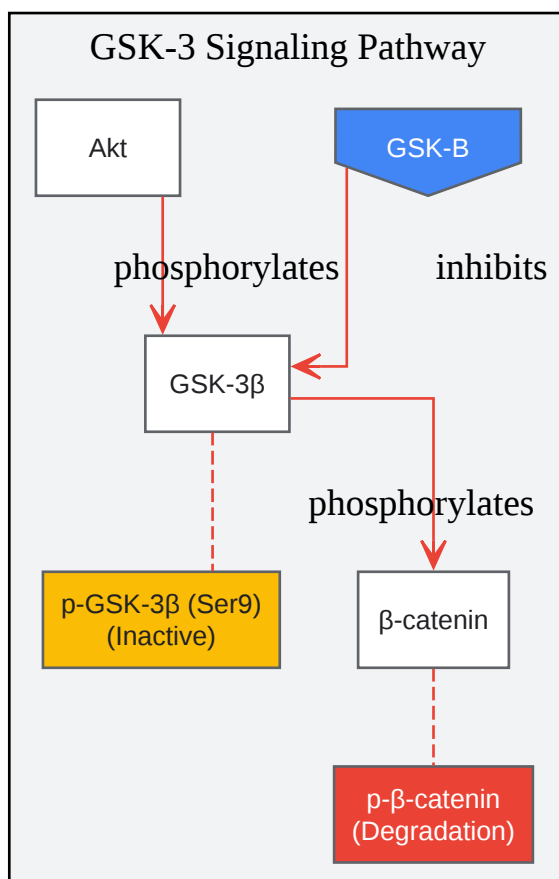 GSK-3 Signaling Pathway
Akt
GSK-B
phosphorylates
inhibits
GSK-3β
phosphorylates
p-GSK-3β (Ser9)
(Inactive)
β-catenin
p-β-catenin
(Degradation)